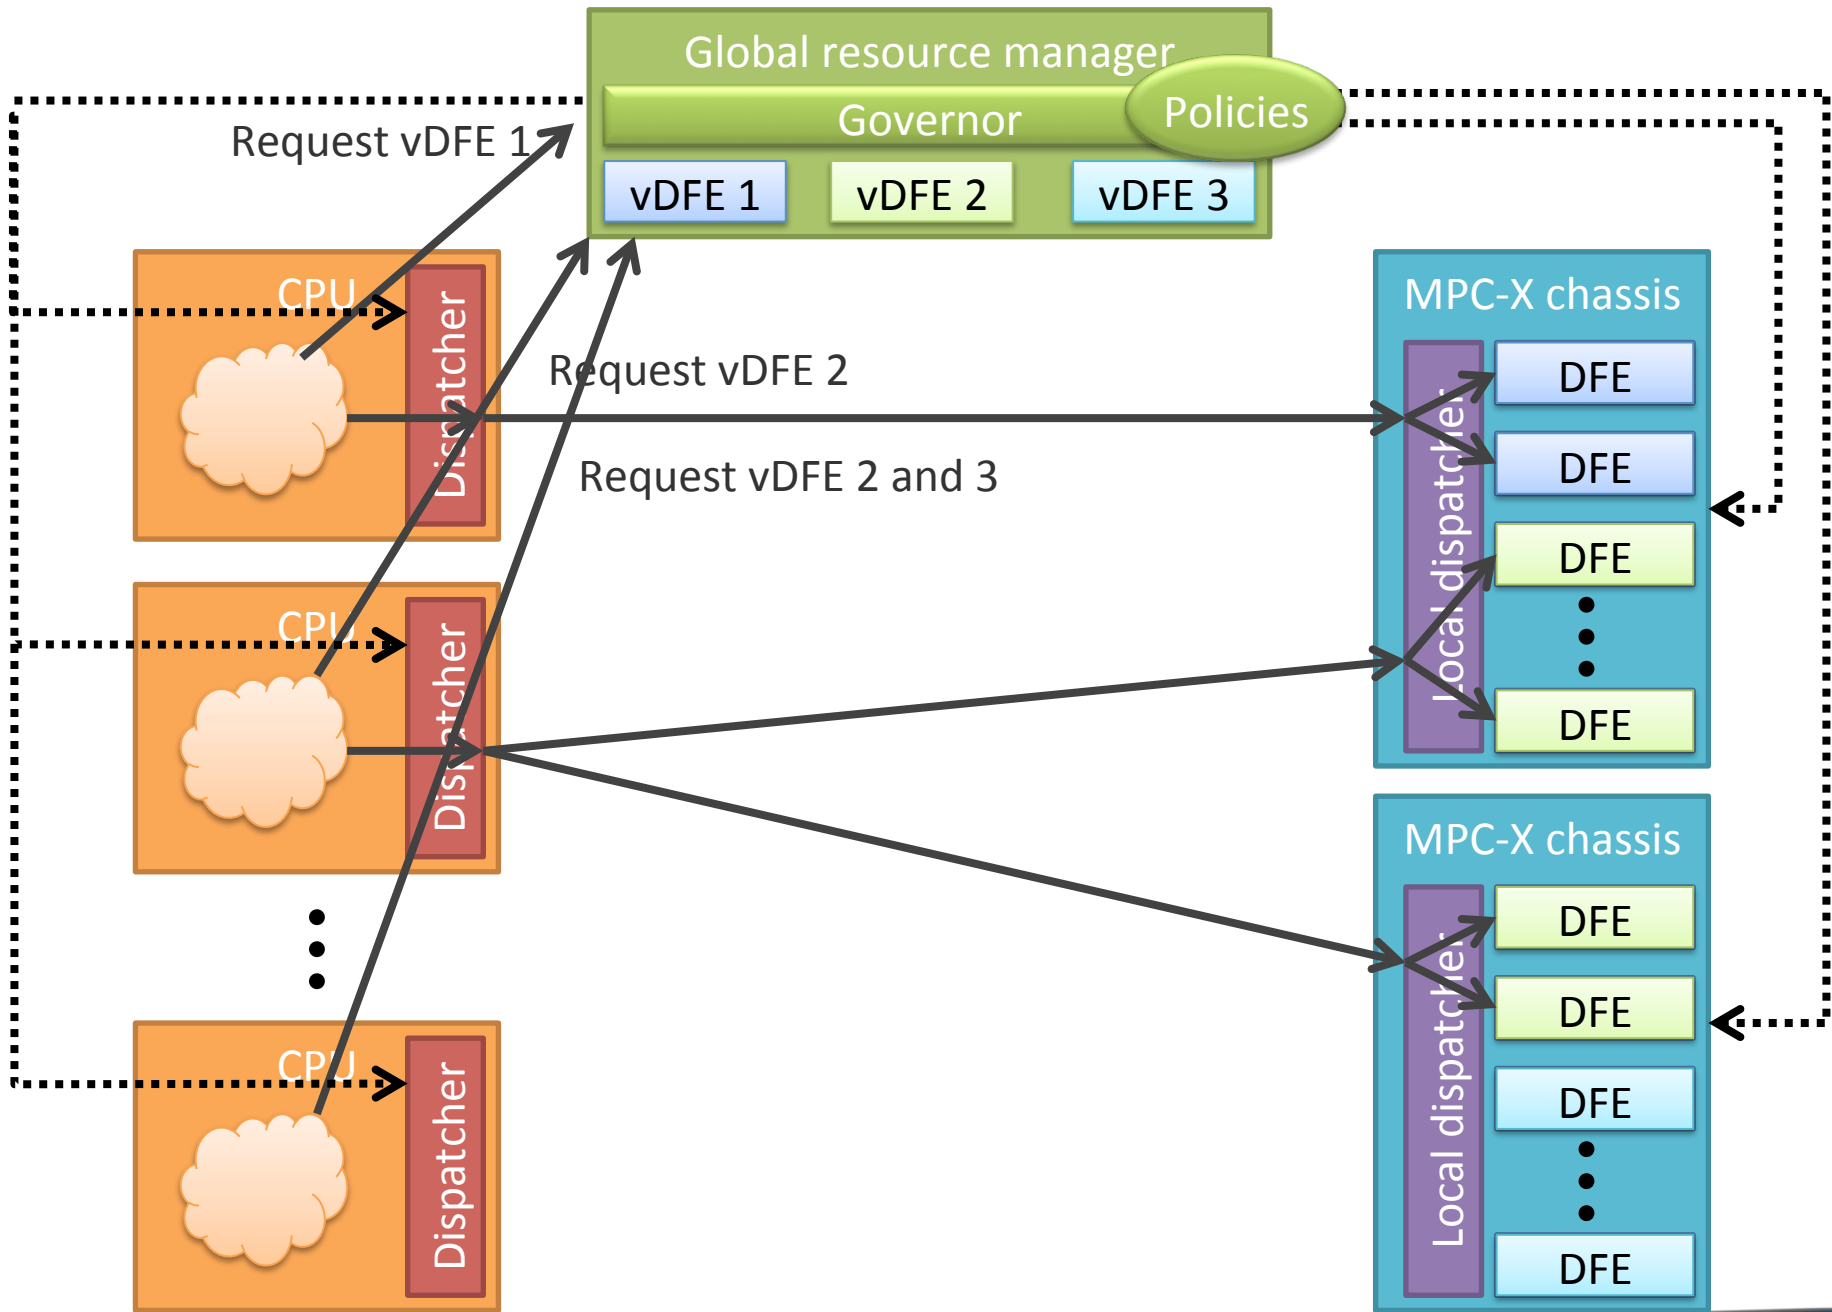 Global resource manager
Governor
Policies
vDFE 1
vDFE 2
vDFE 3
Request vDFE 1
Request vDFE 2
Request vDFE 2 and 3
CPU
Dispatcher
CPU
Dispatcher
CPU
Dispatcher
MPC-X chassis
Local dispatcher
DFE
DFE
DFE
DFE
MPC-X chassis
Local dispatcher
DFE
DFE
DFE
DFE